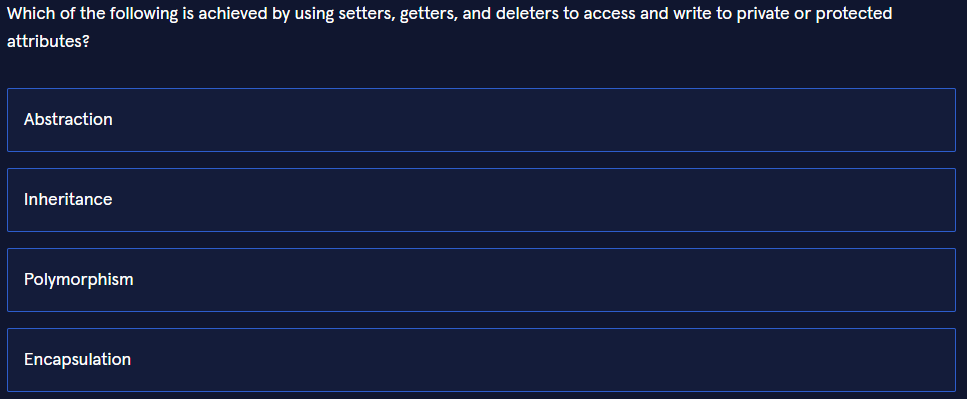 Which of the following is achieved by using setters, getters, and deleters to access and write to private or protected
attributes?
Abstraction
Inheritance
Polymorphism
Encapsulation